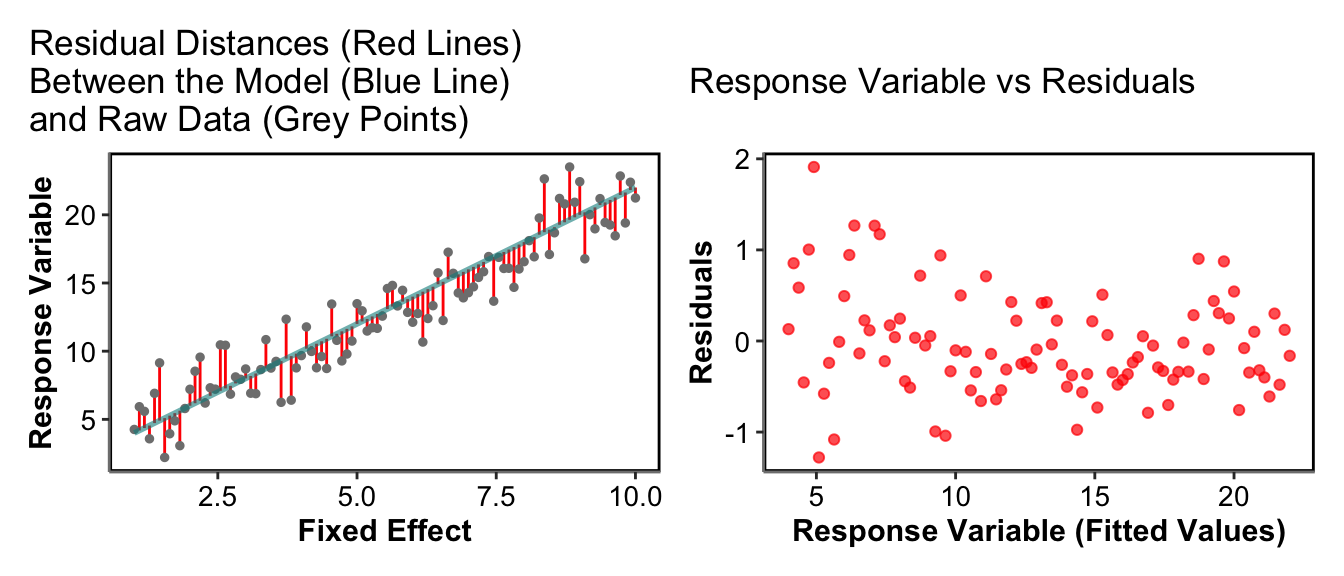 Residual Distances (Red Lines)
Between the Model (Blue Line)
and Raw Data (Grey Points)
Response Variable
20
15
10
5
2.5
5.0
7.5
10.0
Fixed Effect
Response Variable vs Residuals
Residuals
2
1
0
-1
5
10
15
20
Response Variable (Fitted Values)